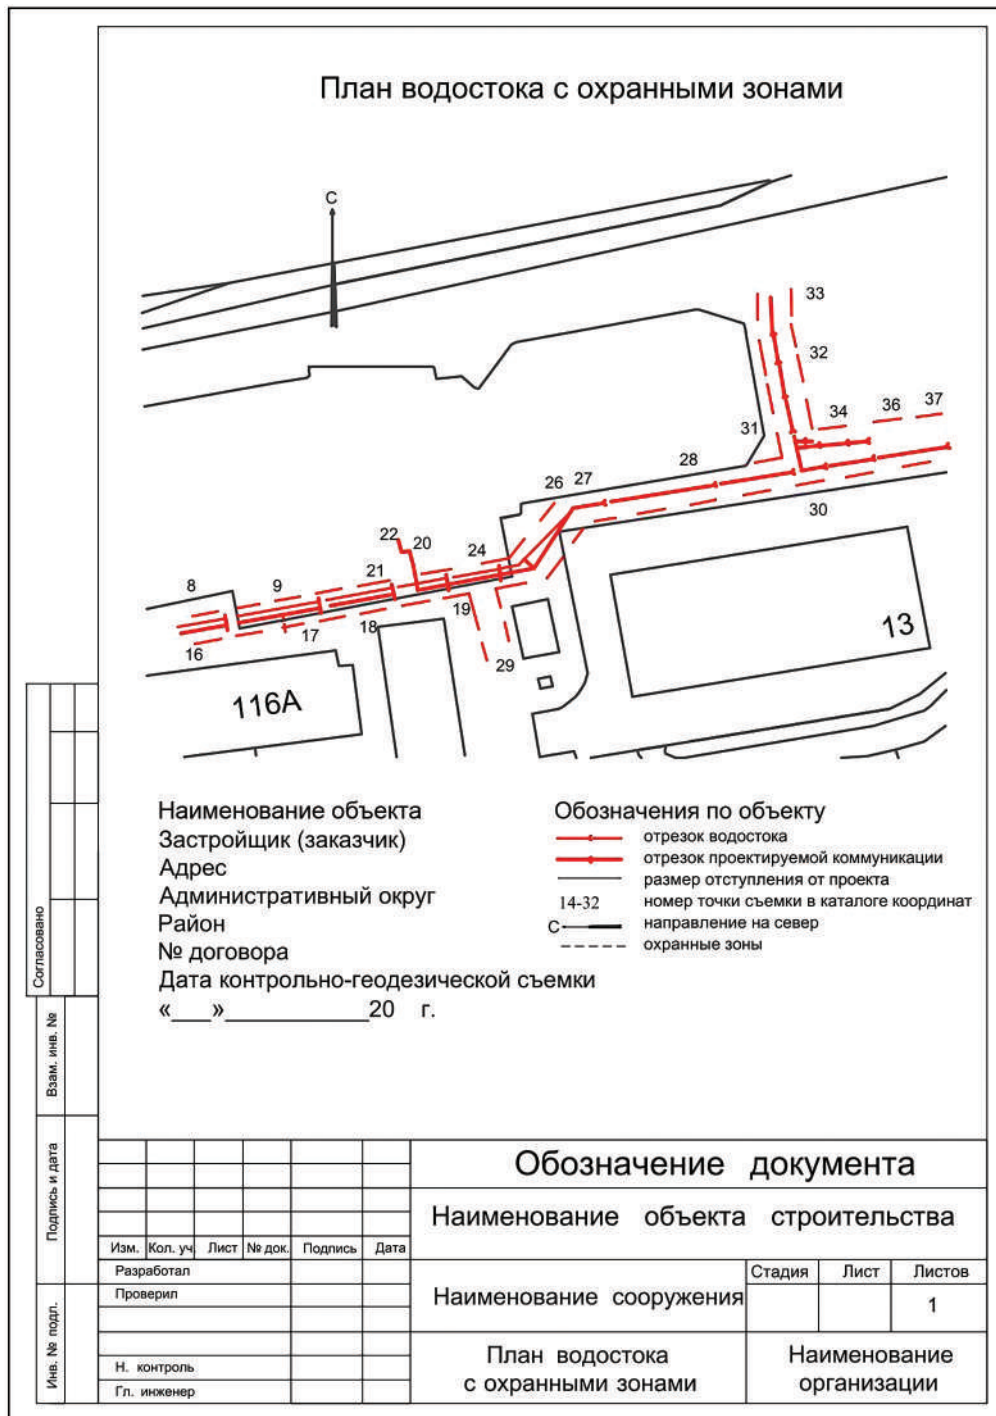 План водостока с охранными зонами
С
33
32
31
34
36
37
28
26
27
30
22
20
24
21
8
9
19
18
17
16
29
13
116А
Наименование объекта
Застройщик (заказчик)
Адрес
Административный округ
Район
№ договора
Дата контрольно-геодезической съемки
«___»____________20 г.
Обозначения по объекту
отрезок водостока
отрезок проектируемой коммуникации
размер отступления от проекта
14-32 номер точки съемки в каталоге координат
С направление на север
охранные зоны
Согласовано
Взам. инв. №
Подпись и дата
Инв. № подл.
Обозначение документа
Наименование объекта строительства
Изм. Кол. уч. Лист № док. Подпись Дата
Разработал
Проверил
Н. контроль
Гл. инженер
Наименование сооружения
Стадия Лист Листов
1
План водостока
с охранными зонами
Наименование
организации